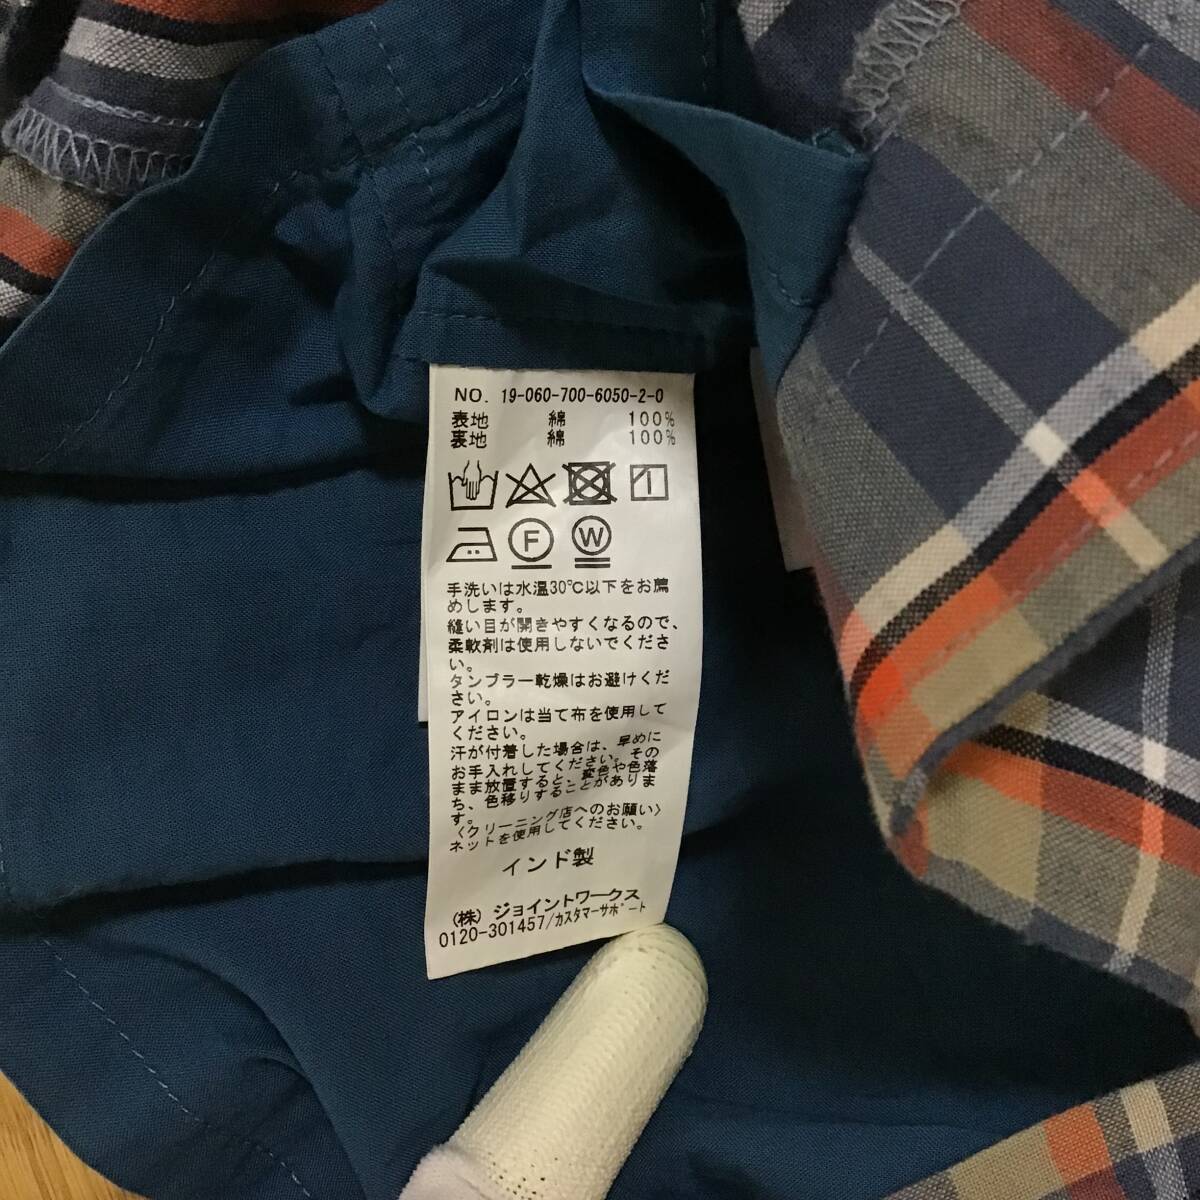 NO. 19-060-700-6050-2-0
表地 綿 100%
裏地 綿 100%
F W
手洗いは水温30℃以下をお薦
めします。
縫い目が開きやすくなるので、
柔軟剤は使用しないでくださ
い。
タンブラー乾燥はお避けくだ
さい。
アイロンは当て布を使用して
ください。
汗が付着した場合は、早めに
お手入れしてください。その
まま放置すると、変色や色落
ち、色移りすることがありま
す。
〈クリーニング店へのお願い〉
ネットを使用してください。
インド製
(株) ジョイントワークス
0120-301457/カスタマーサポート